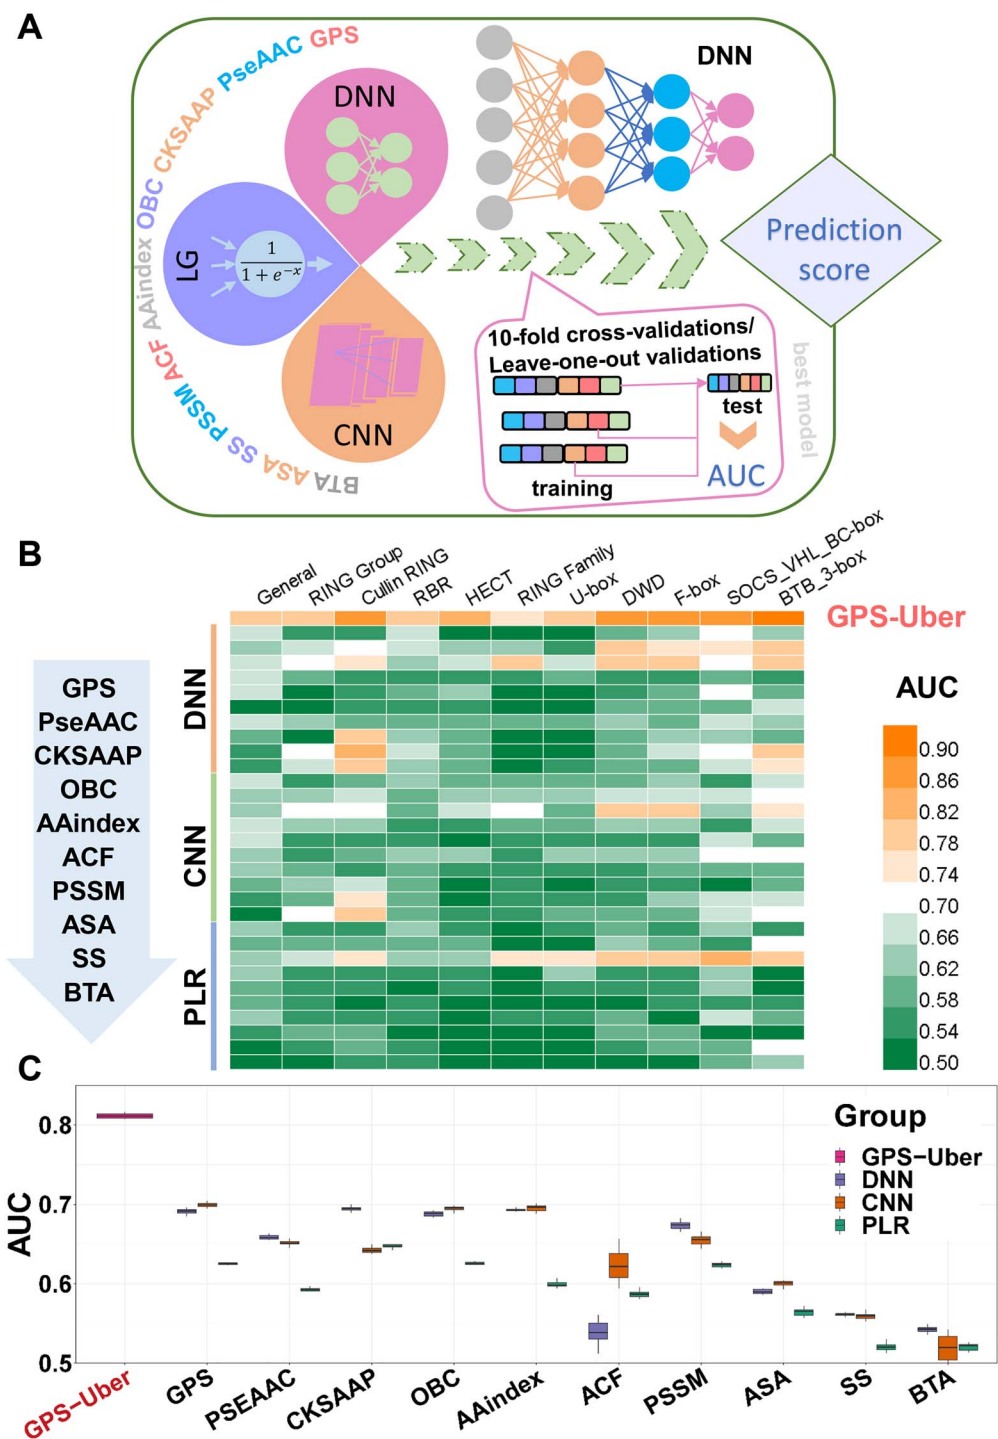 A
AAindex OBC CKSAAP PseAAC GPS
BTA ASA SS PSSM ACF
DNN
LG
1
1 + e^{-x}
CNN
DNN
Prediction
score
10-fold cross-validations/
Leave-one-out validations
test
AUC
training
best model
B
General
RING Group
Cullin RING
RBR
HECT
RING Family
U-box
DWD
F-box
SOCS_VHL_BC-box
BTB_3-box
GPS-Uber
GPS
PseAAC
CKSAAP
OBC
AAindex
ACF
PSSM
ASA
SS
BTA
DNN
CNN
PLR
AUC
0.90
0.86
0.82
0.78
0.74
0.70
0.66
0.62
0.58
0.54
0.50
C
AUC
0.8
0.7
0.6
0.5
Group
GPS−Uber
DNN
CNN
PLR
GPS−Uber
GPS
PSEAAC
CKSAAP
OBC
AAindex
ACF
PSSM
ASA
SS
BTA